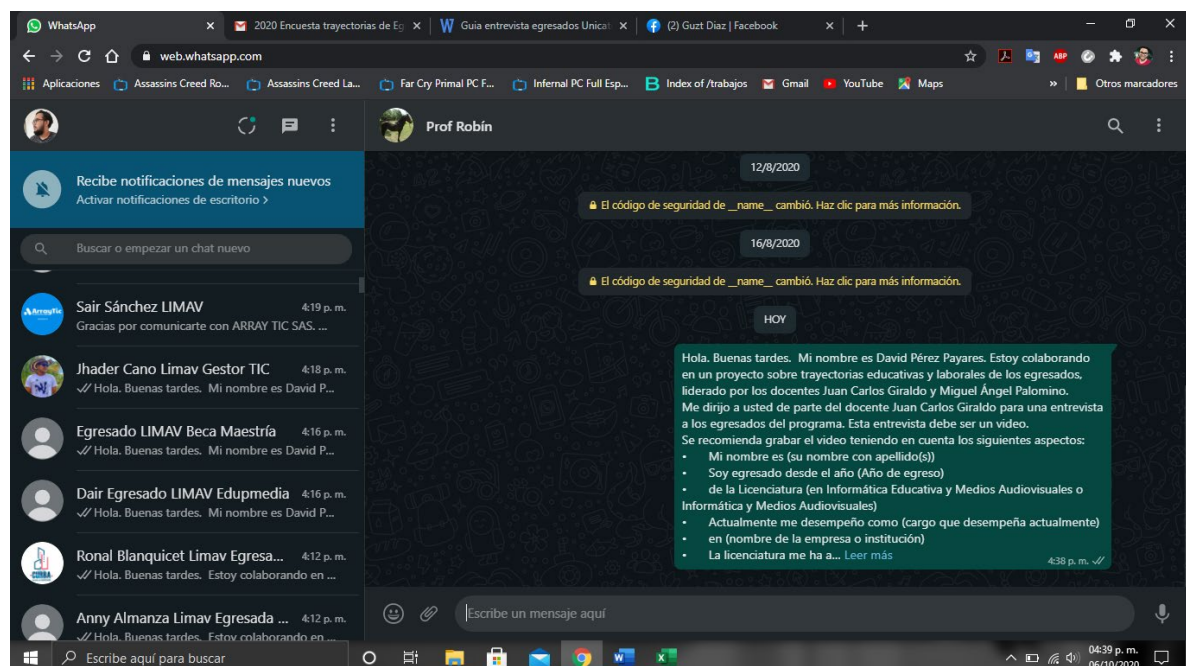 WhatsApp
2020 Encuesta trayectorias de Eg
Guia entrevista egresados Unicat
(2) Guzt Diaz | Facebook
web.whatsapp.com
ABP
Aplicaciones
Assassins Creed Ro...
Assassins Creed La...
Far Cry Primal PC F...
Infernal PC Full Esp...
Index of /trabajos
Gmail
YouTube
Maps
»
Otros marcadores
Prof Robín
Recibe notificaciones de mensajes nuevos
Activar notificaciones de escritorio >
Buscar o empezar un chat nuevo
ArrayTic
Sair Sánchez LIMAV
4:19 p. m.
Gracias por comunicarte con ARRAY TIC SAS. ...
Jhader Cano Limav Gestor TIC
4:18 p. m.
Hola. Buenas tardes. Mi nombre es David P...
Egresado LIMAV Beca Maestría
4:16 p. m.
Hola. Buenas tardes. Mi nombre es David P...
Dair Egresado LIMAV Edupmedia
4:16 p. m.
Hola. Buenas tardes. Mi nombre es David P...
Ronal Blanquicet Limav Egresa...
4:12 p. m.
Hola. Buenas tardes. Estoy colaborando en ...
Anny Almanza Limav Egresada ...
4:12 p. m.
Hola. Buenas tardes. Estoy colaborando en ...
12/8/2020
El código de seguridad de __name__ cambió. Haz clic para más información.
16/8/2020
El código de seguridad de __name__ cambió. Haz clic para más información.
HOY
Hola. Buenas tardes. Mi nombre es David Pérez Payares. Estoy colaborando
en un proyecto sobre trayectorias educativas y laborales de los egresados,
liderado por los docentes Juan Carlos Giraldo y Miguel Ángel Palomino.
Me dirijo a usted de parte del docente Juan Carlos Giraldo para una entrevista
a los egresados del programa. Esta entrevista debe ser un video.
Se recomienda grabar el video teniendo en cuenta los siguientes aspectos:
• Mi nombre es (su nombre con apellido(s))
• Soy egresado desde el año (Año de egreso)
• de la Licenciatura (en Informática Educativa y Medios Audiovisuales o
Informática y Medios Audiovisuales)
• Actualmente me desempeño como (cargo que desempeña actualmente)
• en (nombre de la empresa o institución)
• La licenciatura me ha a... Leer más
4:38 p. m.
Escribe un mensaje aquí
Escribe aquí para buscar
04:39 p. m.
06/10/2020